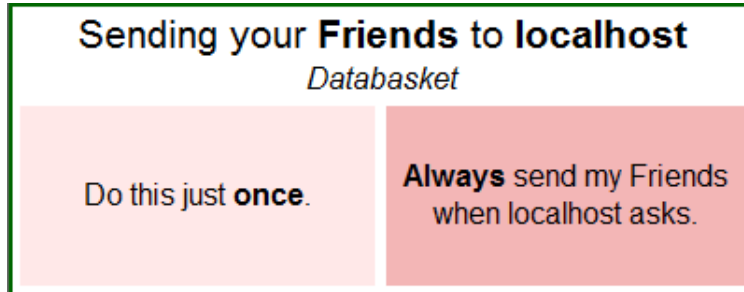 Sending your Friends to localhost
Databasket
Do this just once.
Always send my Friends
when localhost asks.